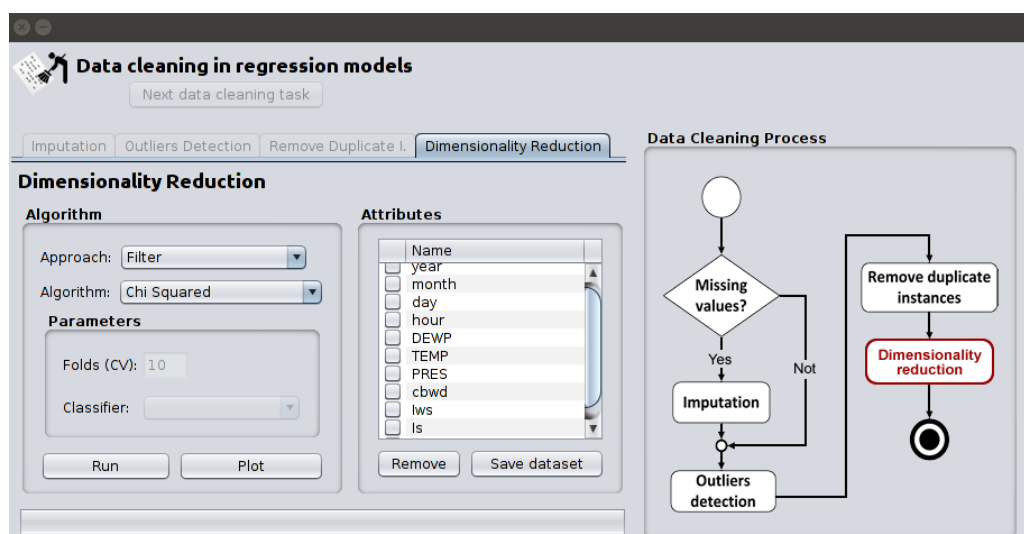 Data cleaning in regression models
Next data cleaning task
Imputation Outliers Detection Remove Duplicate I. Dimensionality Reduction
Dimensionality Reduction
Algorithm
Approach: Filter
Algorithm: Chi Squared
Parameters
Folds (CV): 10
Classifier:
Run Plot
Attributes
Name
year
month
day
hour
DEWP
TEMP
PRES
cbwd
Iws
Is
Remove Save dataset
Data Cleaning Process
Missing
values?
Yes
Not
Imputation
Outliers
detection
Remove duplicate
instances
Dimensionality
reduction